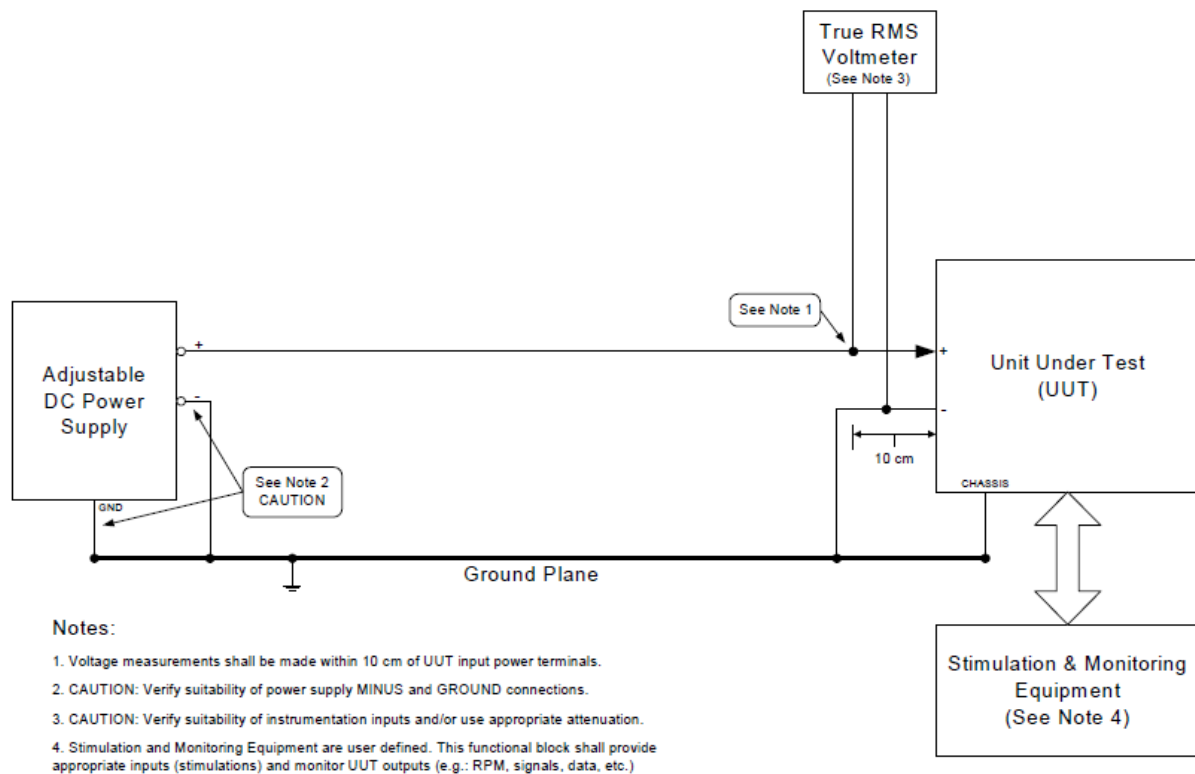 True RMS
Voltmeter
(See Note 3)
See Note 1
+
-
Adjustable
DC Power
Supply
GND
See Note 2
CAUTION
+
-
Unit Under Test
(UUT)
10 cm
CHASSIS
Ground Plane
Stimulation & Monitoring
Equipment
(See Note 4)
Notes:
1. Voltage measurements shall be made within 10 cm of UUT input power terminals.
2. CAUTION: Verify suitability of power supply MINUS and GROUND connections.
3. CAUTION: Verify suitability of instrumentation inputs and/or use appropriate attenuation.
4. Stimulation and Monitoring Equipment are user defined. This functional block shall provide
appropriate inputs (stimulations) and monitor UUT outputs (e.g.: RPM, signals, data, etc.)